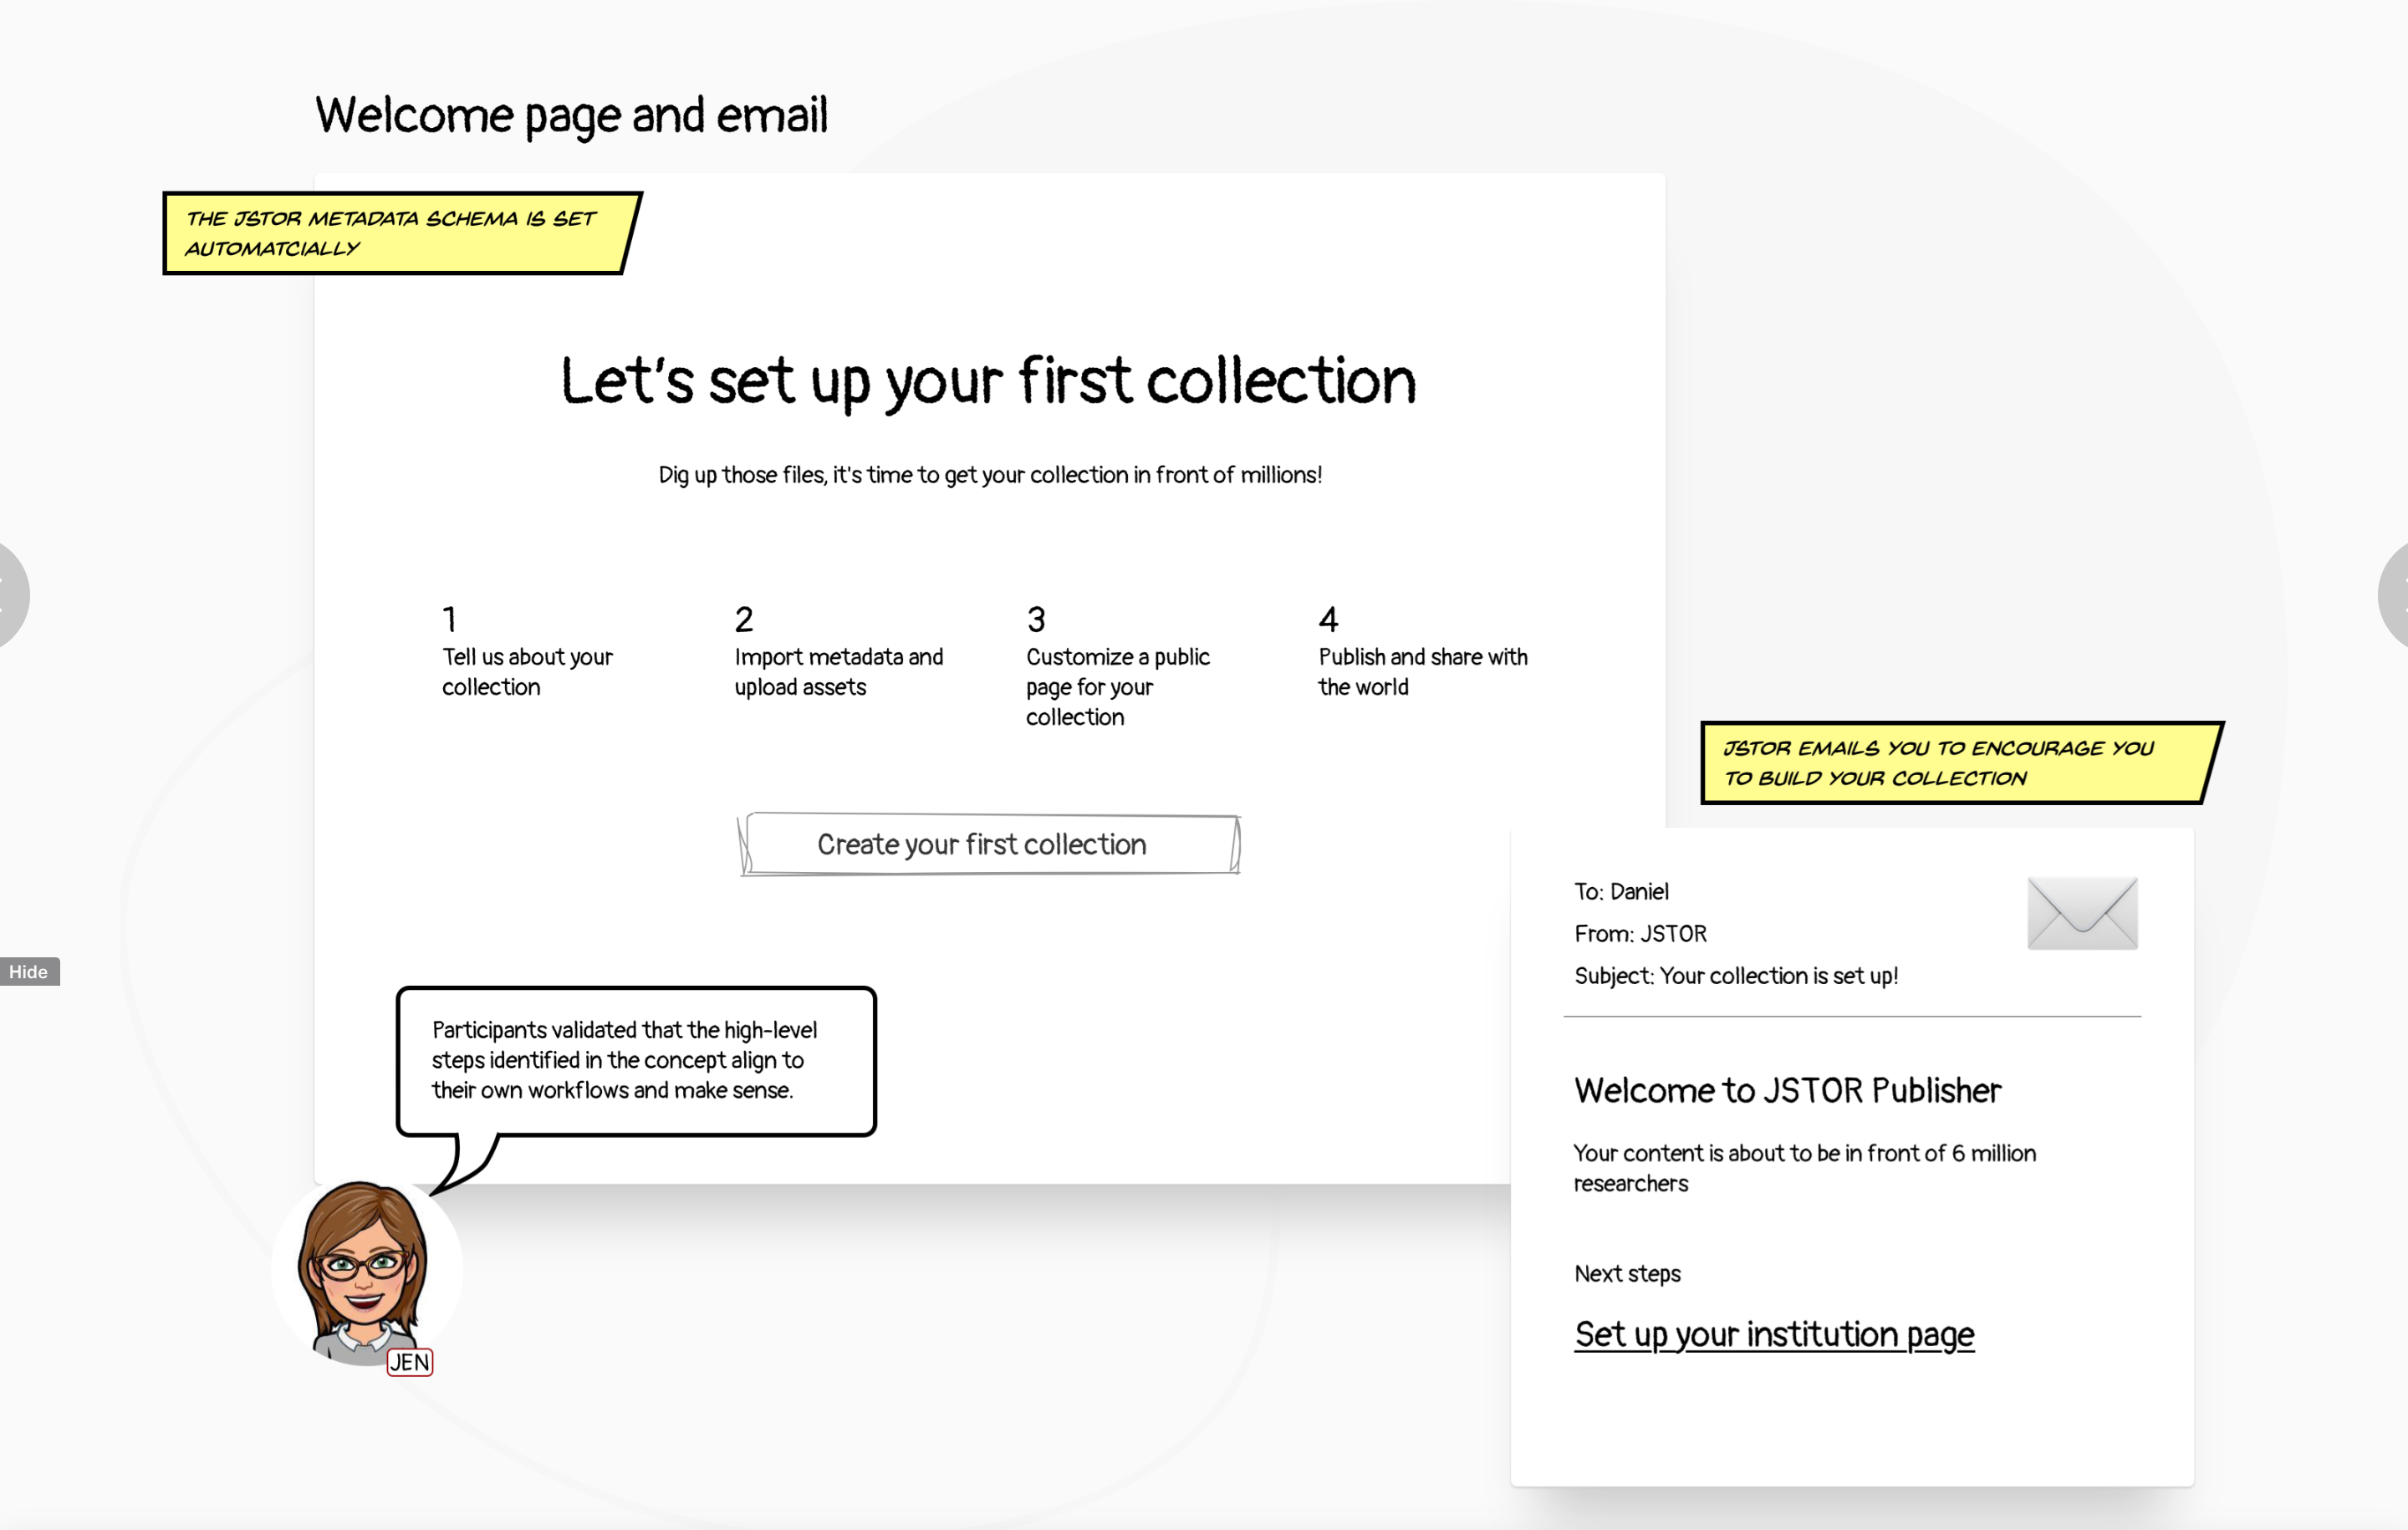 Welcome page and email
THE JSTOR METADATA SCHEMA IS SET
AUTOMATCIALLY
Let's set up your first collection
Dig up those files, it's time to get your collection in front of millions!
1
Tell us about your
collection
2
Import metadata and
upload assets
3
Customize a public
page for your
collection
4
Publish and share with
the world
Create your first collection
JSTOR EMAILS YOU TO ENCOURAGE YOU
TO BUILD YOUR COLLECTION
To: Daniel
From: JSTOR
Subject: Your collection is set up!
Welcome to JSTOR Publisher
Your content is about to be in front of 6 million
researchers
Next steps
Set up your institution page
Hide
Participants validated that the high-level
steps identified in the concept align to
their own workflows and make sense.
JEN